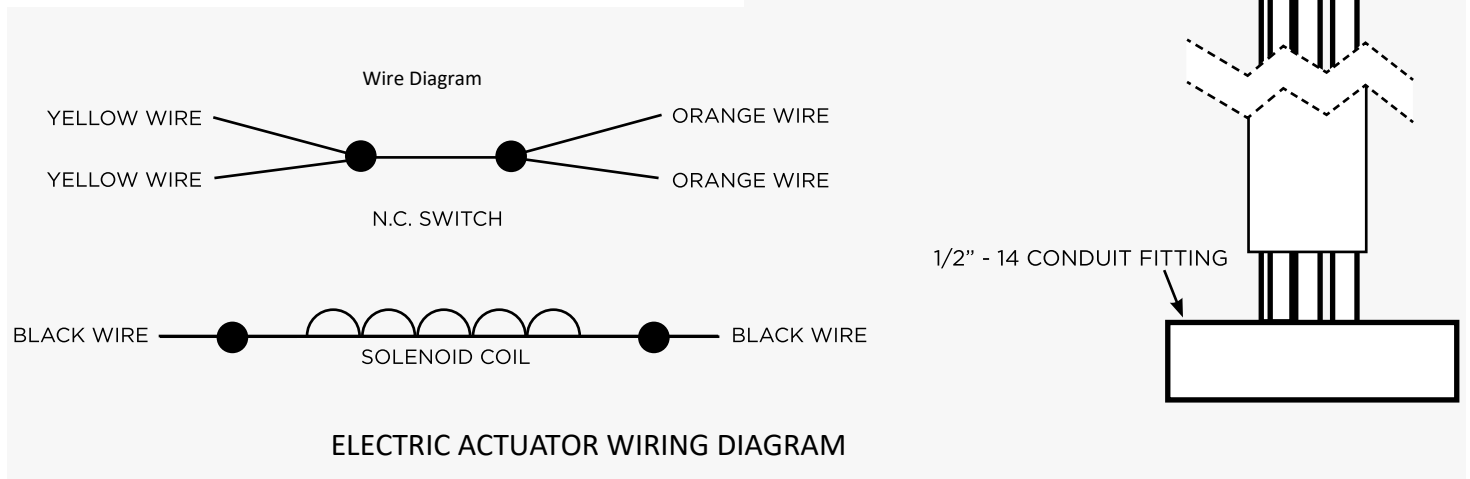 Wire Diagram
YELLOW WIRE
ORANGE WIRE
YELLOW WIRE
ORANGE WIRE
N.C. SWITCH
1/2” - 14 CONDUIT FITTING
BLACK WIRE
BLACK WIRE
SOLENOID COIL
ELECTRIC ACTUATOR WIRING DIAGRAM